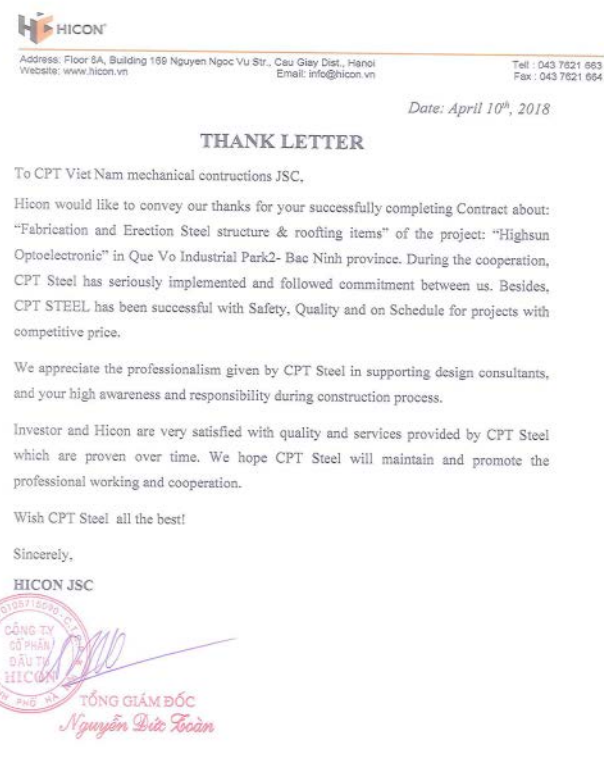 HICON
Address: Floor 6A, Building 169 Nguyen Ngoc Vu Str., Cau Giay Dist., Hanoi
Tell : 043 7621 663
Website: www.hicon.vn Email: info@hicon.vn
Fax : 043 7621 664
Date: April 10th, 2018
THANK LETTER
To CPT Viet Nam mechanical contructions JSC,
Hicon would like to convey our thanks for your successfully completing Contract about:
“Fabrication and Erection Steel structure & roofting items” of the project: “Highsun
Optoelectronic” in Que Vo Industrial Park2- Bac Ninh province. During the cooperation,
CPT Steel has seriously implemented and followed commitment between us. Besides,
CPT STEEL has been successful with Safety, Quality and on Schedule for projects with
competitive price.
We appreciate the professionalism given by CPT Steel in supporting design consultants,
and your high awareness and responsibility during construction process.
Investor and Hicon are very satisfied with quality and services provided by CPT Steel
which are proven over time. We hope CPT Steel will maintain and promote the
professional working and cooperation.
Wish CPT Steel all the best!
Sincerely,
HICON JSC
CÔNG TY
CỔ PHẦN
ĐẦU TƯ
HICON
TỔNG GIÁM ĐỐC
Nguyễn Đức Toàn